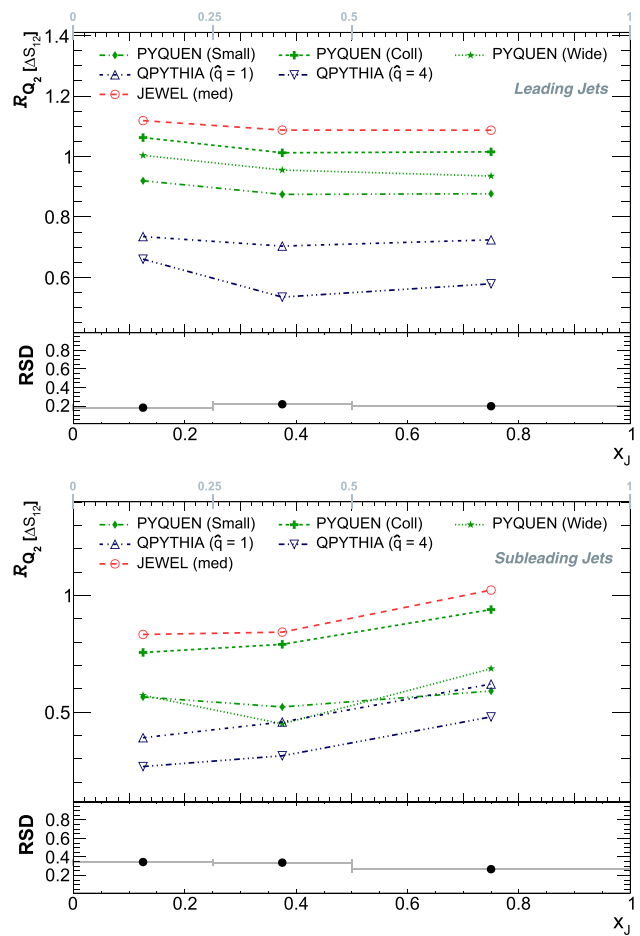 0 0.25 0.5 1
PYQUEN (Small) PYQUEN (Coll) PYQUEN (Wide)
QPYTHIA (q̂ = 1) QPYTHIA (q̂ = 4)
JEWEL (med)
Leading Jets
R_Q₂ [ΔS₁₂]
1.4
1.2
1
0.8
0.6
RSD
0.8
0.6
0.4
0.2
0 0.2 0.4 0.6 0.8 1
x_J
0 0.25 0.5 1
PYQUEN (Small) PYQUEN (Coll) PYQUEN (Wide)
QPYTHIA (q̂ = 1) QPYTHIA (q̂ = 4)
JEWEL (med)
Subleading Jets
R_Q₂ [ΔS₁₂]
1
0.5
RSD
0.8
0.6
0.4
0.2
0 0.2 0.4 0.6 0.8 1
x_J